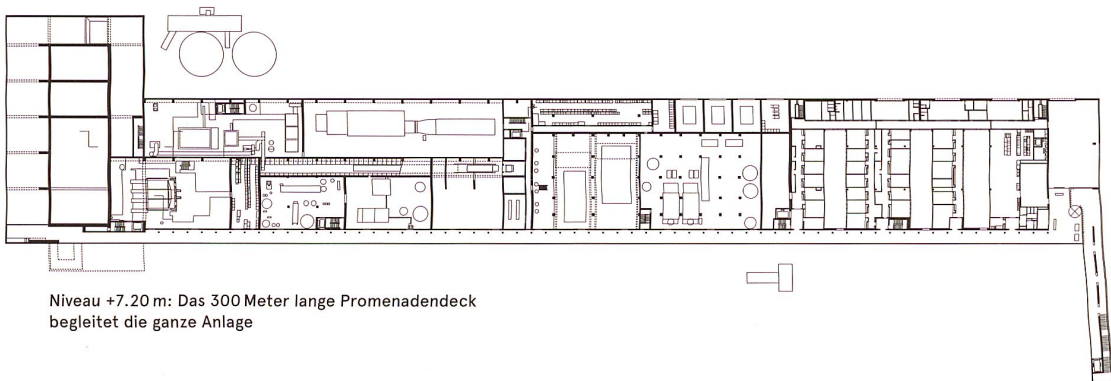 Niveau +7.20 m: Das 300 Meter lange Promenadendeck
begleitet die ganze Anlage